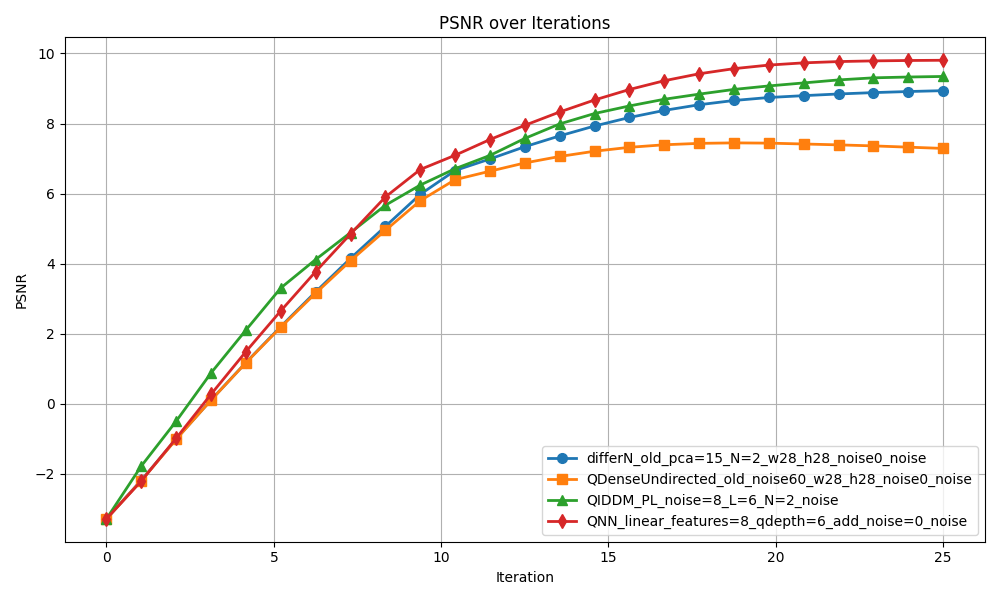 PSNR over Iterations
PSNR
10
8
6
4
2
0
−2
0 5 10 15 20 25
Iteration
differN_old_pca=15_N=2_w28_h28_noise0_noise
QDenseUndirected_old_noise60_w28_h28_noise0_noise
QIDDM_PL_noise=8_L=6_N=2_noise
QNN_linear_features=8_qdepth=6_add_noise=0_noise